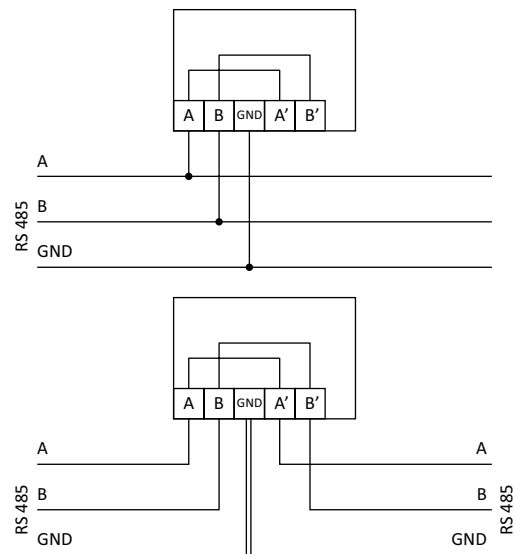 A B GND A’ B’
A
B
RS 485
GND
A B GND A’ B’
A A
B B
RS 485 RS 485
GND GND